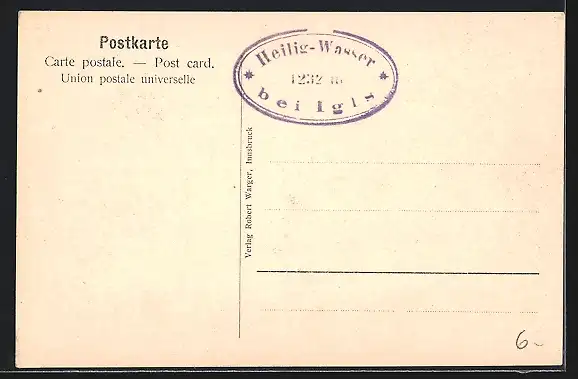 Postkarte
Carte postale. — Post card.
Union postale universelle
Heilig-Wasser
1232 m
bei Igls
Verlag Robert Warger, Innsbruck
6-